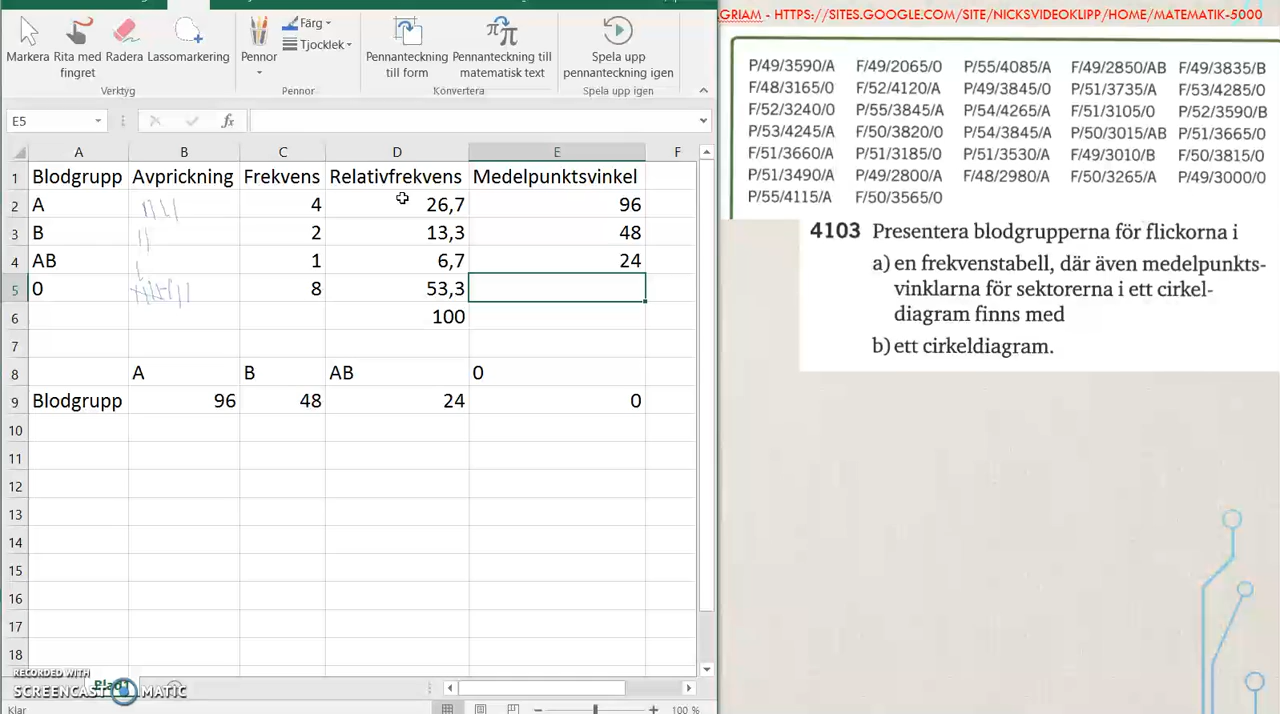 Markera Rita med fingret Radera Lassomarkering Pennor Färg Tjocklek Pennanteckning till form Pennanteckning till matematisk text Spela upp pennanteckning igen
Verktyg Pennor Konvertera Spela upp igen
E5 fx
A B C D E F
1 Blodgrupp Avprickning Frekvens Relativfrekvens Medelpunktsvinkel
2 A 4 26,7 96
3 B 2 13,3 48
4 AB 1 6,7 24
5 0 8 53,3
6 100
7
8 A B AB 0
9 Blodgrupp 96 48 24 0
10
11
12
13
14
15
16
17
18
RECORDED WITH
SCREENCAST MATIC
Klar 100 %
AGRIAM - HTTPS://SITES.GOOGLE.COM/SITE/NICKSVIDEOKLIPP/HOME/MATEMATIK-5000
P/49/3590/A F/49/2065/0 P/55/4085/A F/49/2850/AB F/49/3835/B
F/48/3165/0 F/52/4120/A P/49/3845/0 P/51/3735/A F/53/4285/0
F/52/3240/0 P/55/3845/A P/54/4265/A F/51/3105/0 P/52/3590/B
P/53/4245/A F/50/3820/0 P/54/3845/A P/50/3015/AB P/51/3665/0
F/51/3660/A P/51/3185/0 P/51/3530/A F/49/3010/B F/50/3815/0
P/51/3490/A P/49/2800/A F/48/2980/A F/50/3265/A P/49/3000/0
P/55/4115/A F/50/3565/0
4103 Presentera blodgrupperna för flickorna i
a) en frekvenstabell, där även medelpunkts-
vinklarna för sektorerna i ett cirkel-
diagram finns med
b) ett cirkeldiagram.